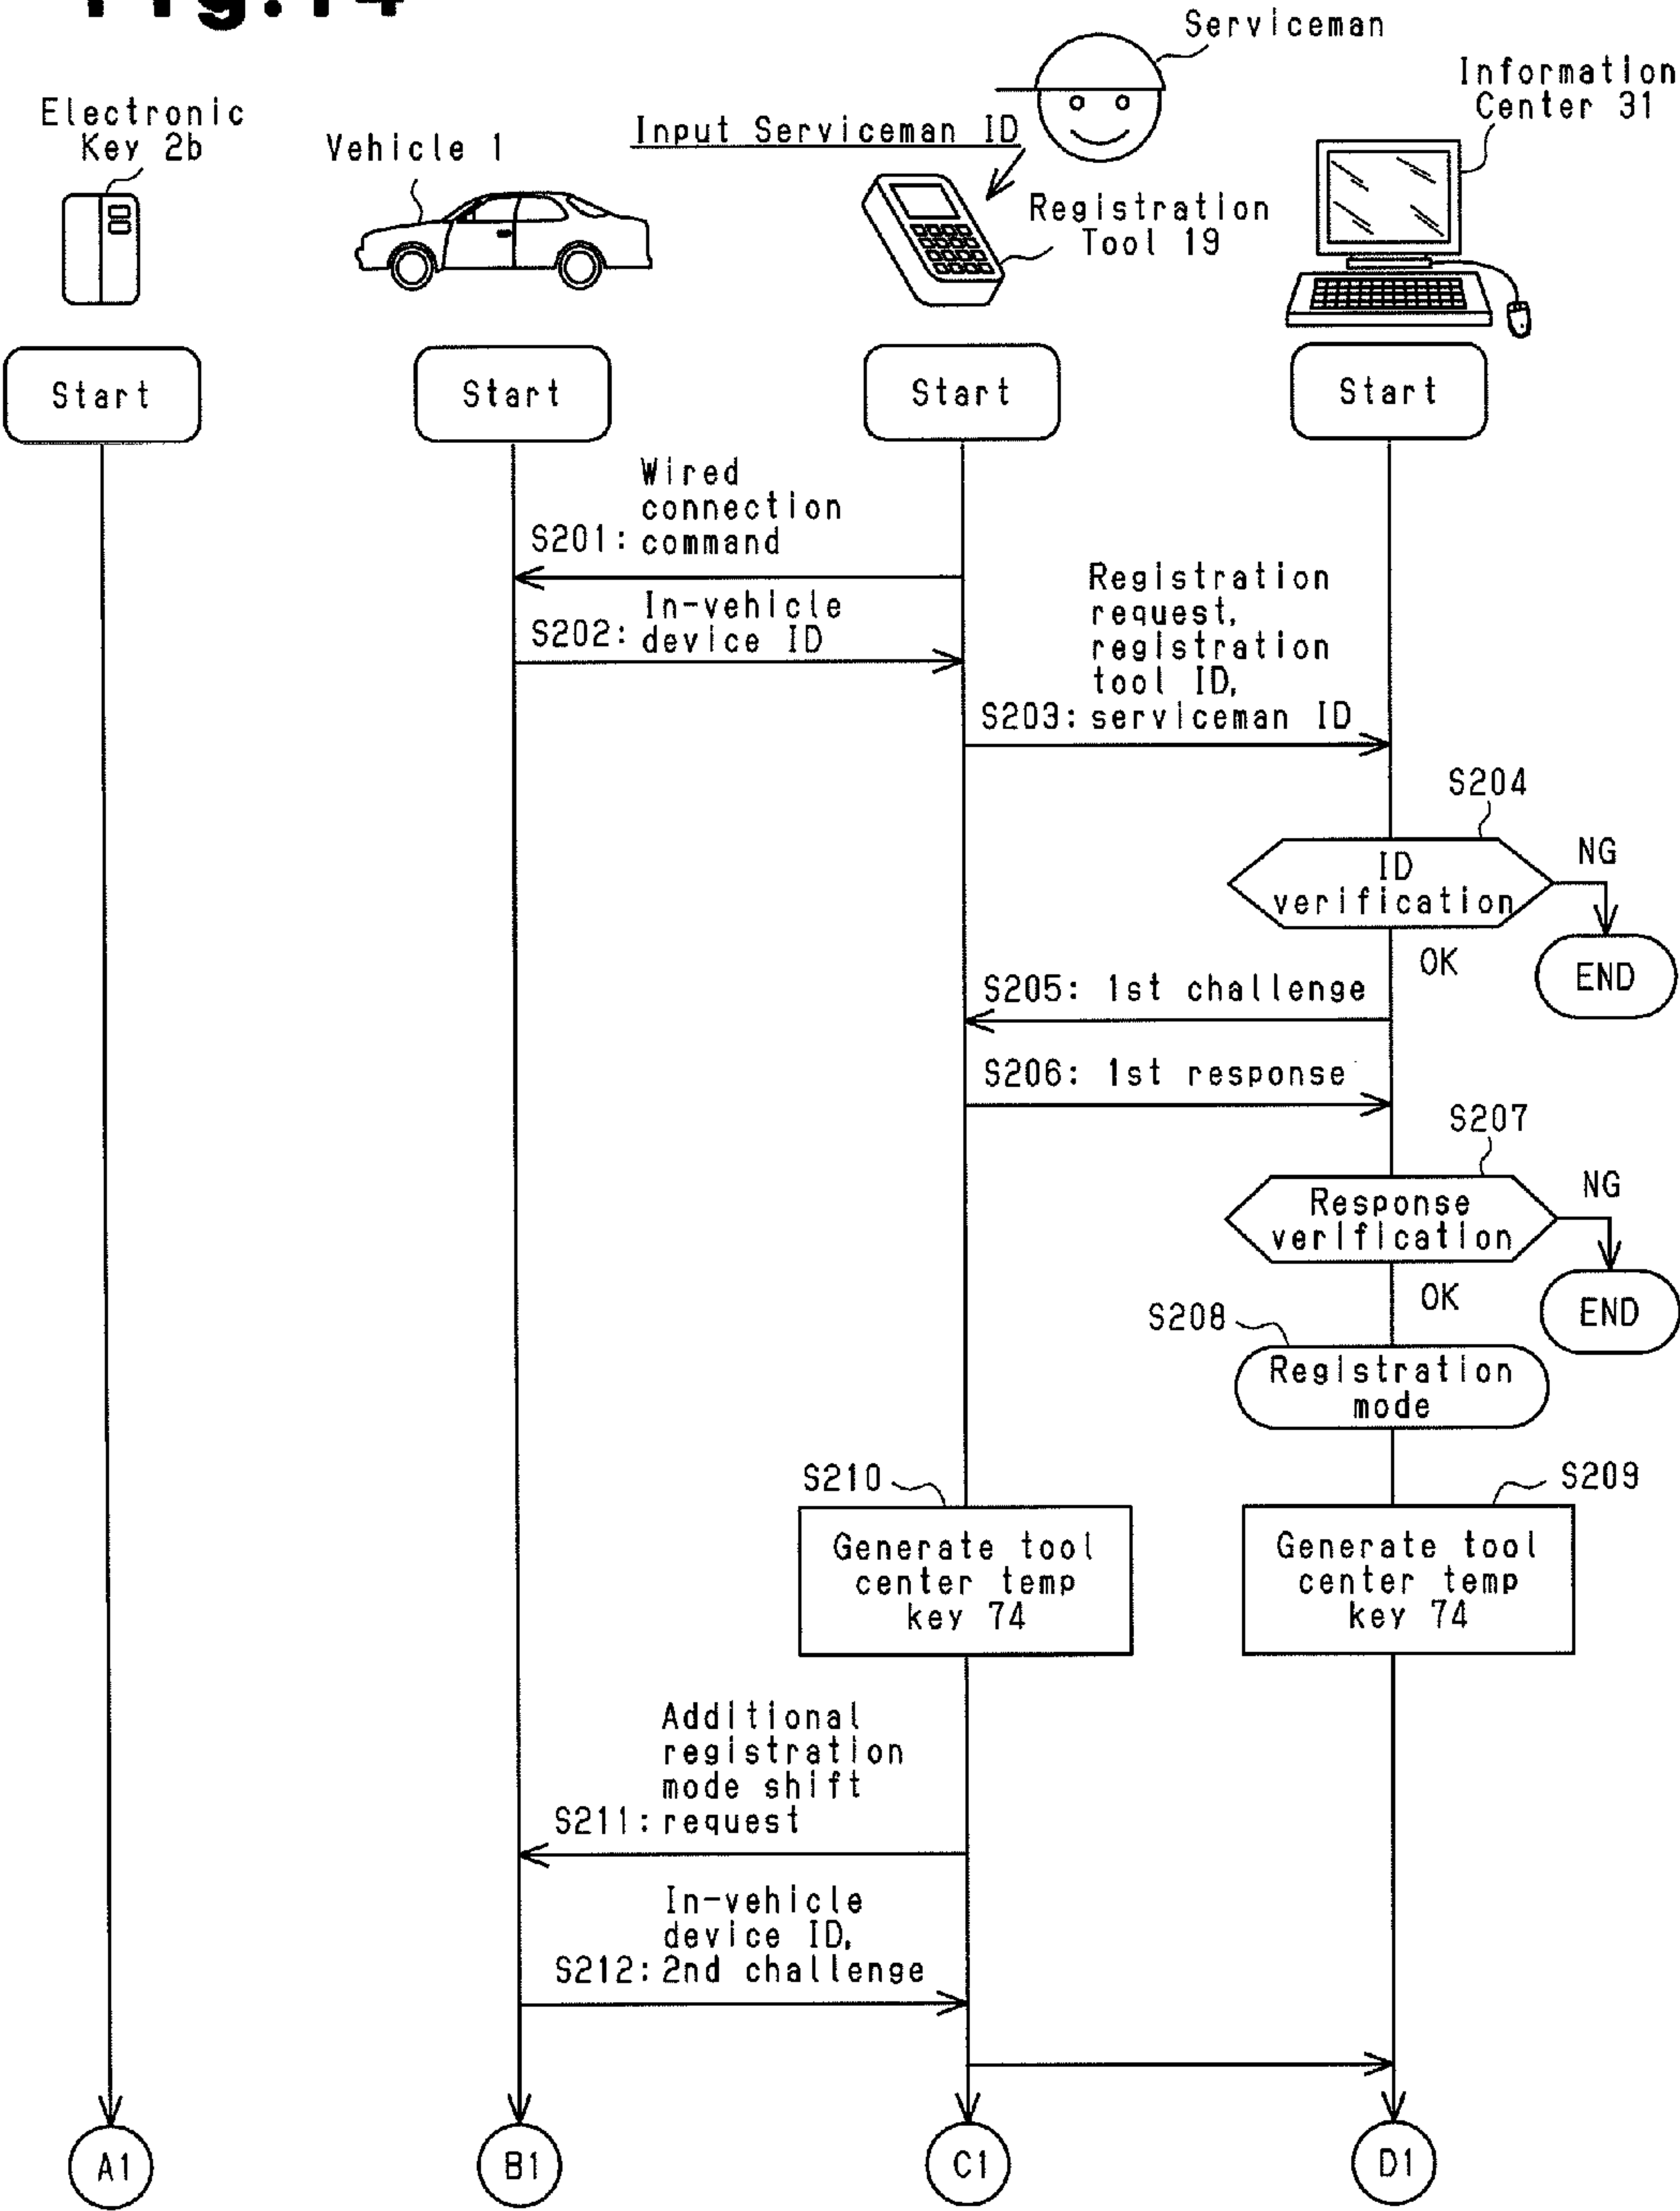 Fig.14
Serviceman
Information
Center 31
Electronic
Key 2b
Vehicle 1
Input Serviceman ID
Registration
Tool 19
Start
Start
Start
Start
Wired
connection
S201: command
In-vehicle
S202: device ID
Registration
request,
registration
tool ID,
S203: serviceman ID
S204
ID
verification
NG
END
OK
S205: 1st challenge
S206: 1st response
S207
Response
verification
NG
END
OK
S208
Registration
mode
S210
Generate tool
center temp
key 74
S209
Generate tool
center temp
key 74
Additional
registration
mode shift
S211: request
In-vehicle
device ID,
S212: 2nd challenge
A1
B1
C1
D1